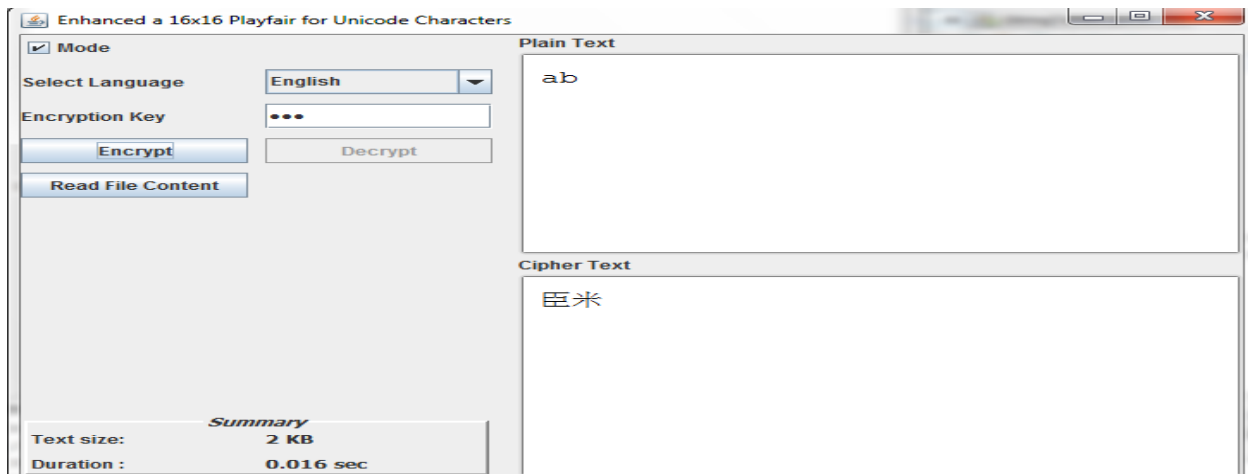 Enhanced a 16x16 Playfair for Unicode Characters
Mode
Select Language English
Encryption Key •••
Encrypt Decrypt
Read File Content
Summary
Text size: 2 KB
Duration : 0.016 sec
Plain Text
ab
Cipher Text
臣米